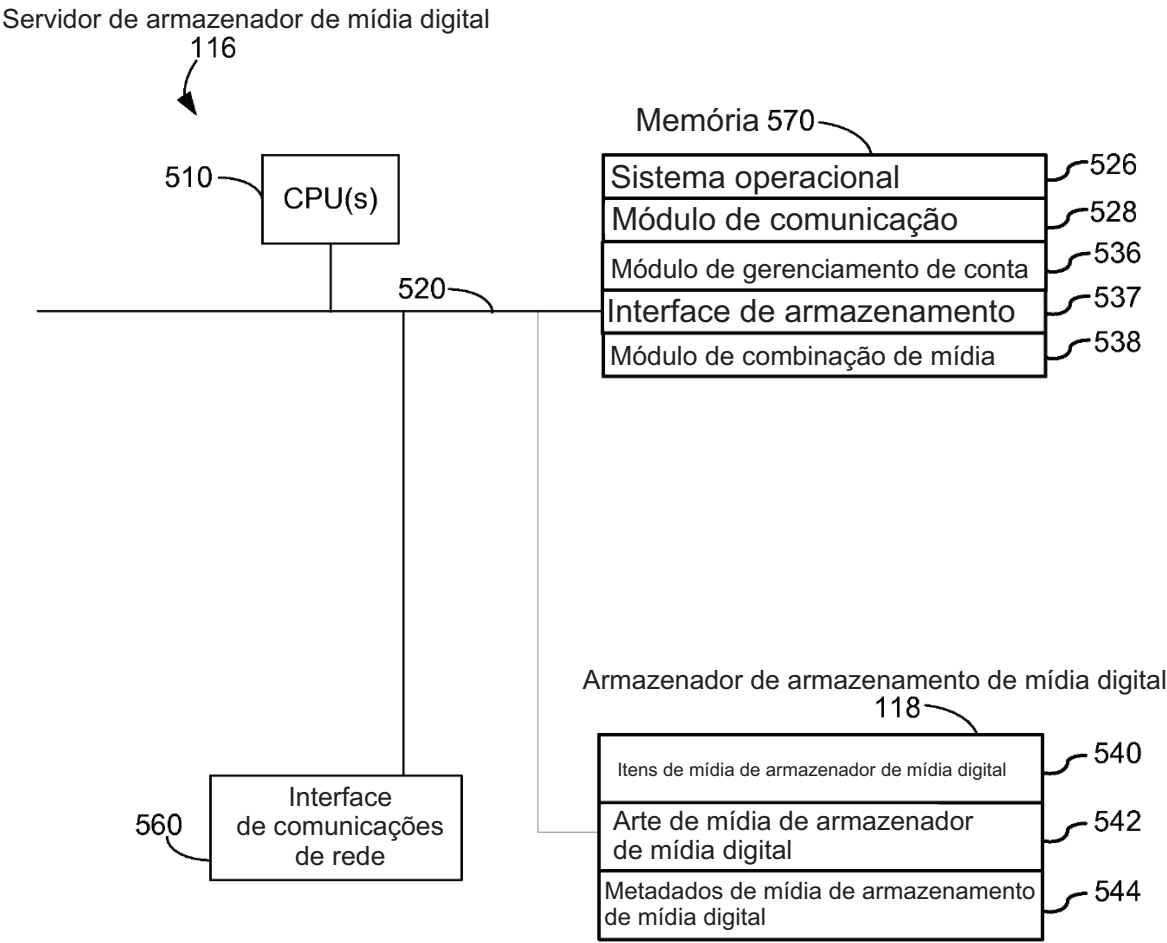 Servidor de armazenador de mídia digital
116
Memória 570
510
CPU(s)
Sistema operacional
526
Módulo de comunicação
528
Módulo de gerenciamento de conta
536
520
Interface de armazenamento
537
Módulo de combinação de mídia
538
Armazenador de armazenamento de mídia digital
118
Itens de mídia de armazenador de mídia digital
540
Interface
de comunicações
de rede
560
Arte de mídia de armazenador
de mídia digital
542
Metadados de mídia de armazenamento
de mídia digital
544